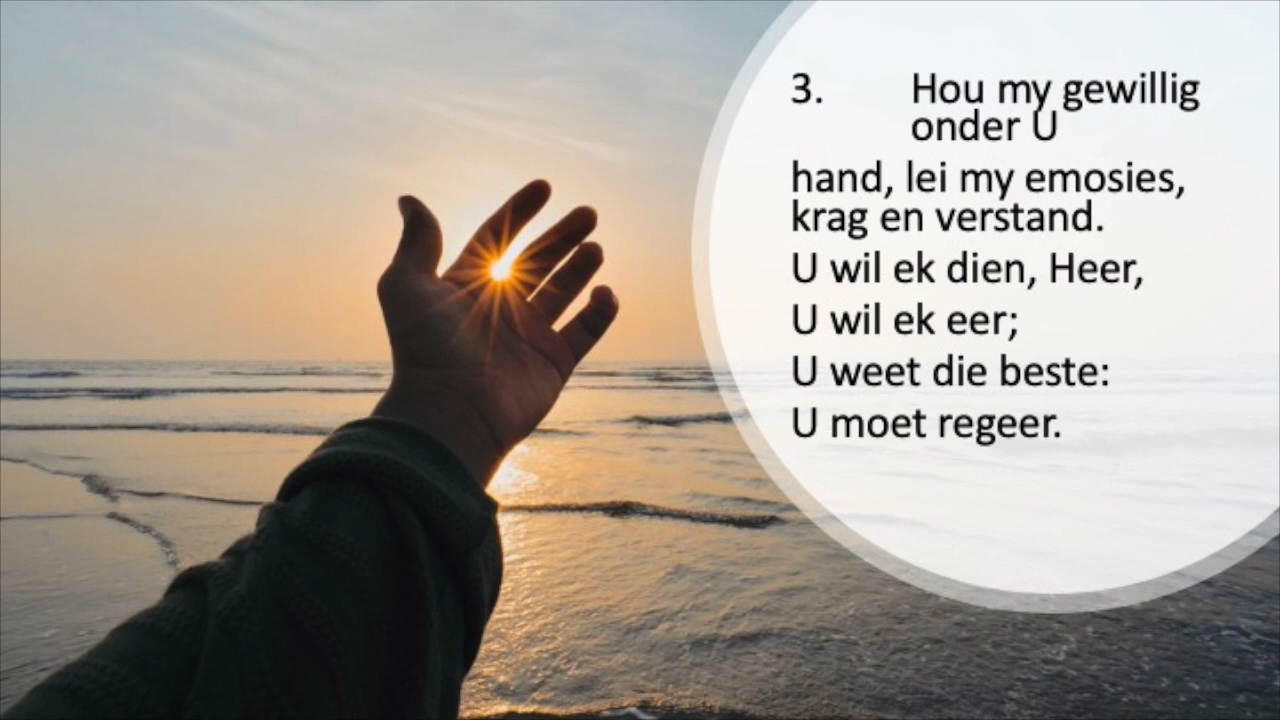 3. Hou my gewillig
onder U
hand, lei my emosies,
krag en verstand.
U wil ek dien, Heer,
U wil ek eer;
U weet die beste:
U moet regeer.